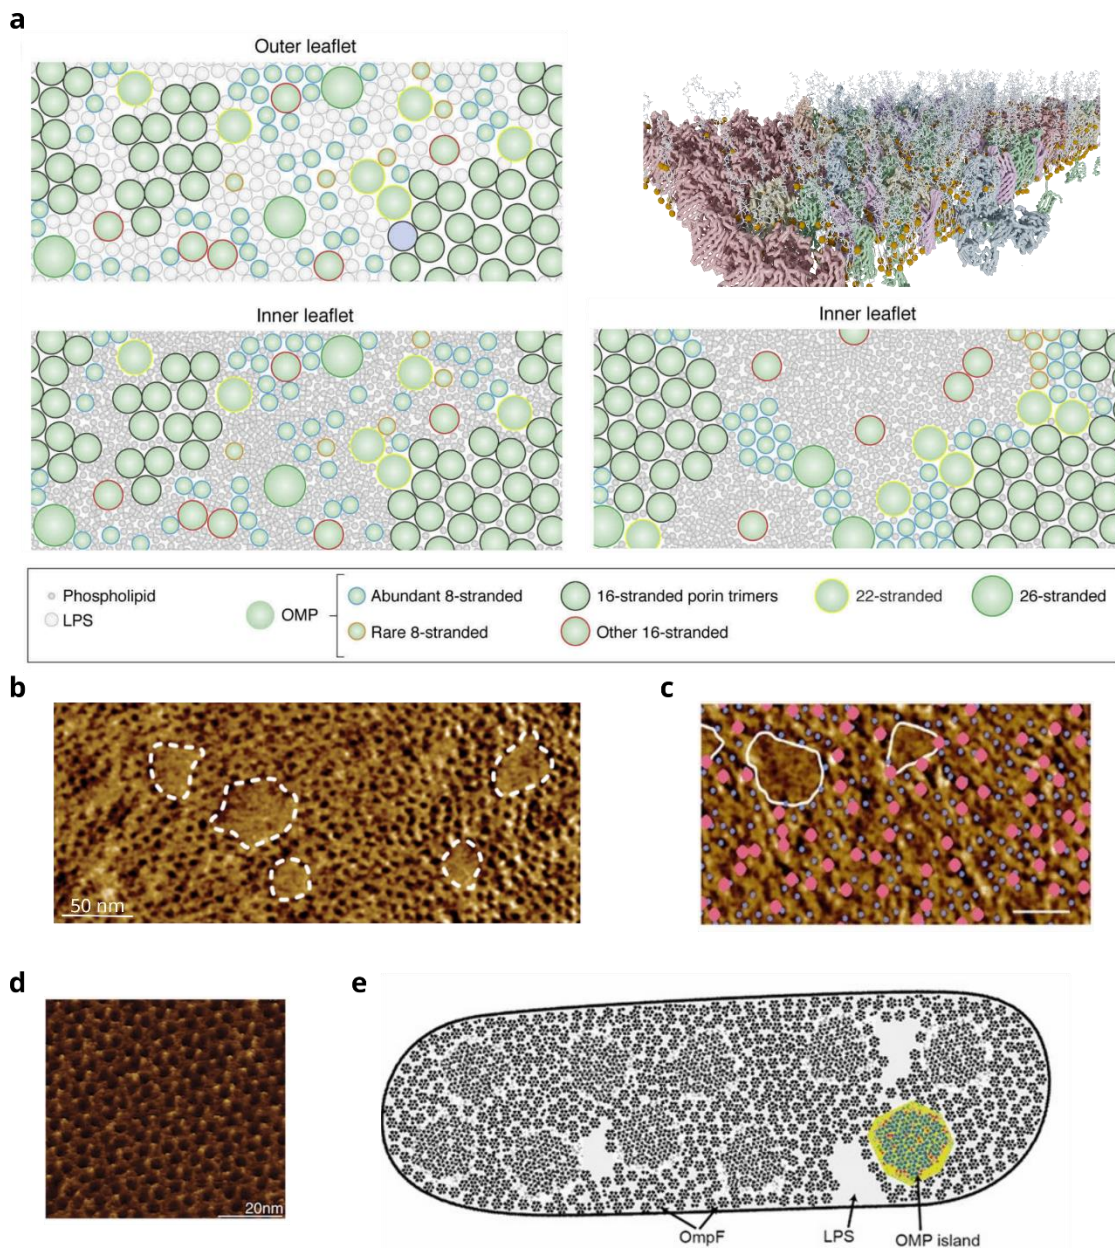 a
Outer leaflet
Inner leaflet
Inner leaflet
Phospholipid
LPS
OMP
Abundant 8-stranded
Rare 8-stranded
16-stranded porin trimers
Other 16-stranded
22-stranded
26-stranded
b
50 nm
c
d
20nm
e
OmpF
LPS
OMP island